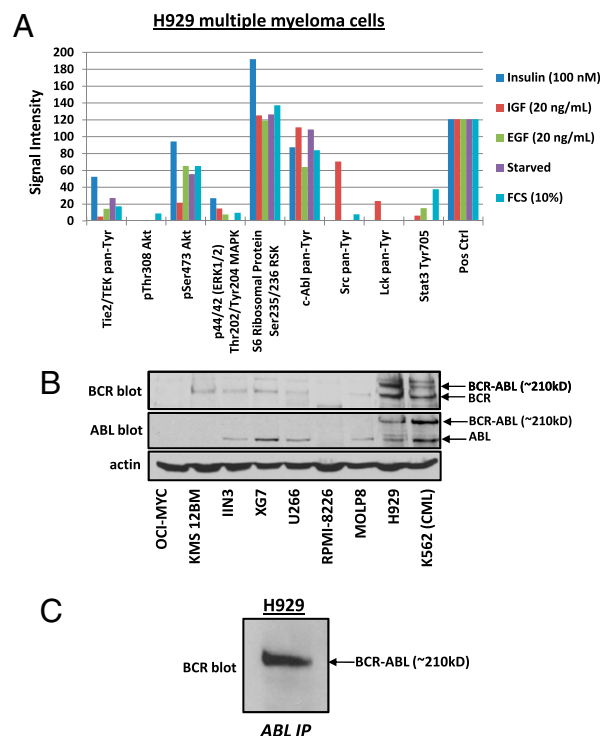 A
H929 multiple myeloma cells
Signal Intensity
200
180
160
140
120
100
80
60
40
20
0
Tie2/TEK pan-Tyr
pThr308 Akt
pSer473 Akt
p44/42 (ERK1/2)
Thr202/Tyr204 MAPK
S6 Ribosomal Protein
Ser235/236 RSK
c-Abl pan-Tyr
Src pan-Tyr
Lck pan-Tyr
Stat3 Tyr705
Pos Ctrl
Insulin (100 nM)
IGF (20 ng/mL)
EGF (20 ng/mL)
Starved
FCS (10%)
B
BCR blot
BCR-ABL (~210kD)
BCR
ABL blot
BCR-ABL (~210kD)
ABL
actin
OCI-MYC
KMS 12BM
IIN3
XG7
U266
RPMI-8226
MOLP8
H929
K562 (CML)
C
H929
BCR blot
BCR-ABL (~210kD)
ABL IP